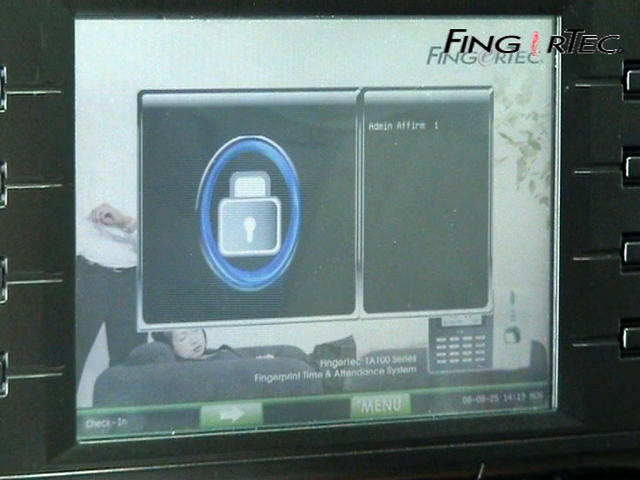 FINGERTEC
FINGERTEC
Admin Affirm 1
FingerTec TA100 Series
Fingerprint Time & Attendance System
Check-In
MENU
08-08-25 14:19 MON